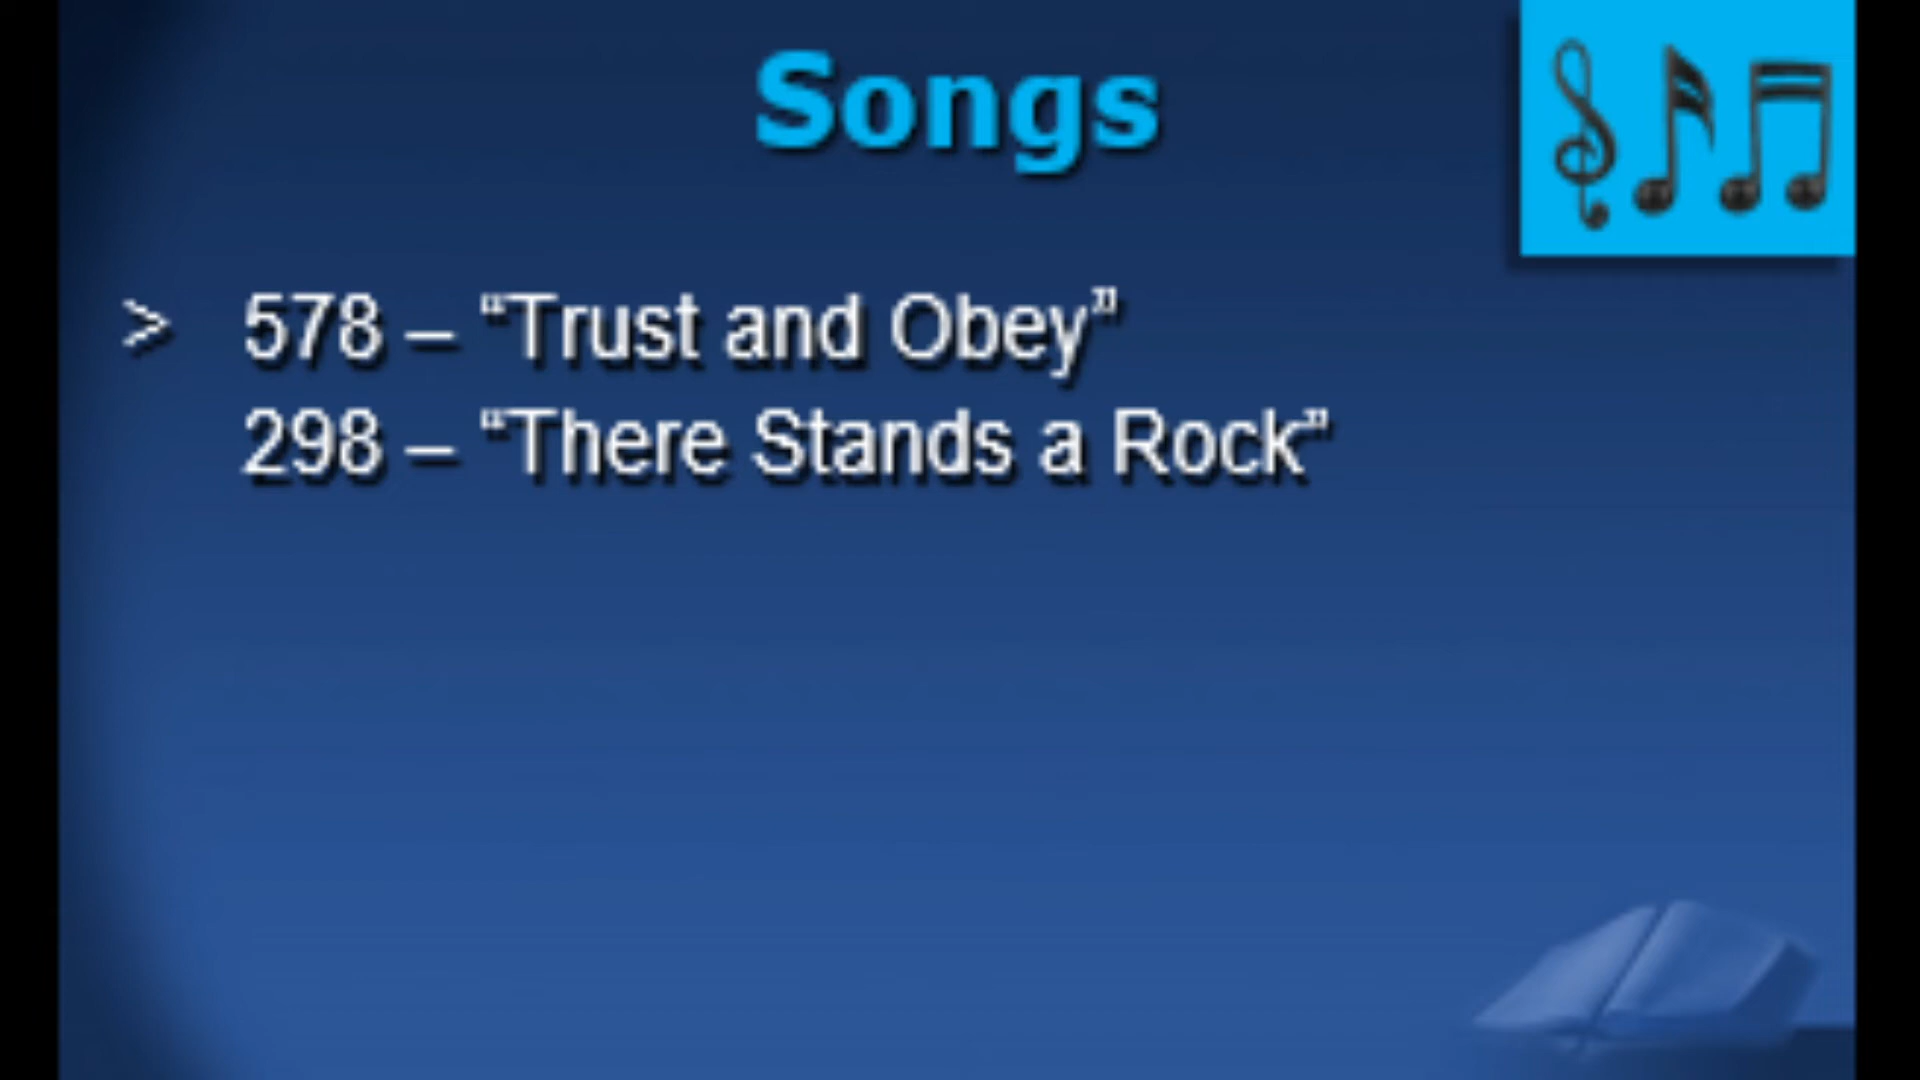 Songs
> 578 – “Trust and Obey”
298 – “There Stands a Rock”